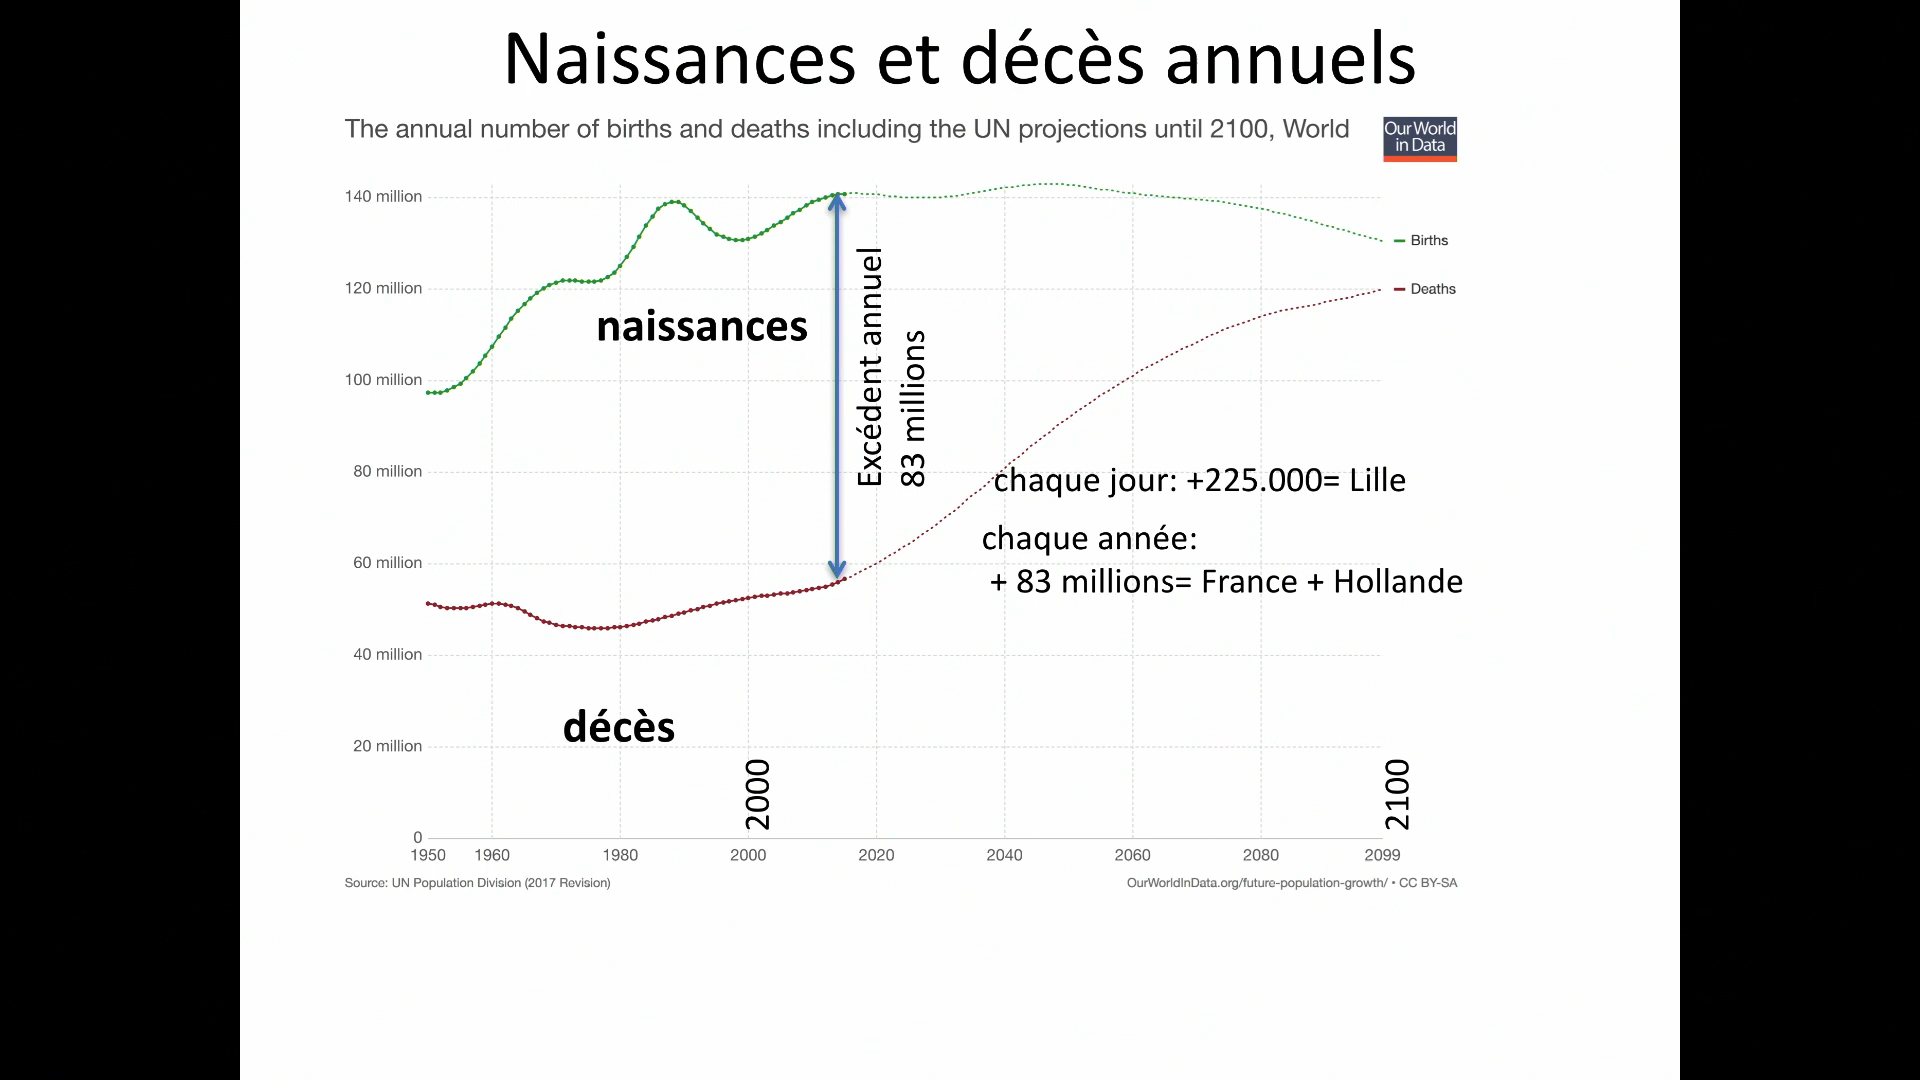 Naissances et décès annuels
The annual number of births and deaths including the UN projections until 2100, World
Our World
in Data
140 million
120 million
100 million
80 million
60 million
40 million
20 million
0
Births
Deaths
naissances
Excédent annuel
83 millions
chaque jour: +225.000= Lille
chaque année:
+ 83 millions= France + Hollande
décès
2000
2100
1950
1960
1980
2000
2020
2040
2060
2080
2099
Source: UN Population Division (2017 Revision)
OurWorldInData.org/future-population-growth/ • CC BY-SA